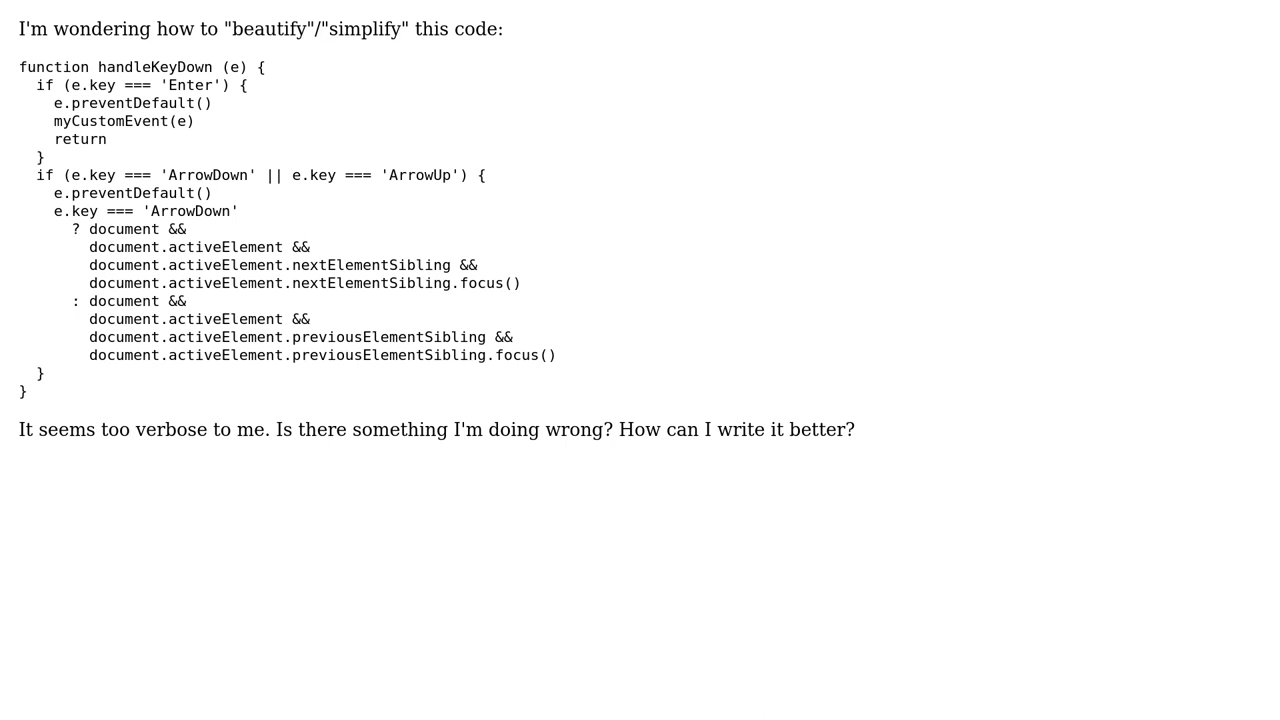 I'm wondering how to "beautify"/"simplify" this code:
function handleKeyDown (e) {
  if (e.key === 'Enter') {
    e.preventDefault()
    myCustomEvent(e)
    return
  }
  if (e.key === 'ArrowDown' || e.key === 'ArrowUp') {
    e.preventDefault()
    e.key === 'ArrowDown'
      ? document &&
        document.activeElement &&
        document.activeElement.nextElementSibling &&
        document.activeElement.nextElementSibling.focus()
      : document &&
        document.activeElement &&
        document.activeElement.previousElementSibling &&
        document.activeElement.previousElementSibling.focus()
  }
}
It seems too verbose to me. Is there something I'm doing wrong? How can I write it better?